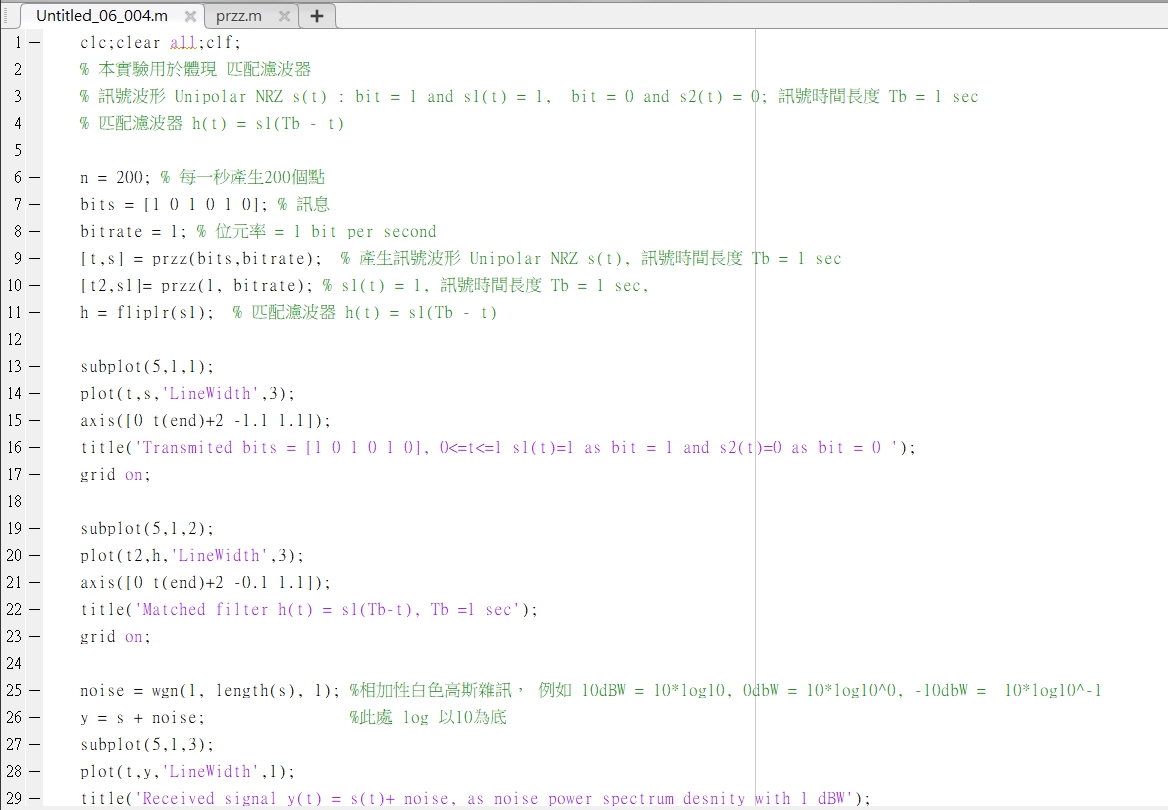 Untitled_06_004.m × przz.m × +
1 — clc;clear all;clf;
2 % 本實驗用於體現 匹配濾波器
3 % 訊號波形 Unipolar NRZ s(t) : bit = 1 and s1(t) = 1,  bit = 0 and s2(t) = 0; 訊號時間長度 Tb = 1 sec
4 % 匹配濾波器 h(t) = s1(Tb - t)
5
6 — n = 200; % 每一秒產生200個點
7 — bits = [1 0 1 0 1 0]; % 訊息
8 — bitrate = 1; % 位元率 = 1 bit per second
9 — [t,s] = przz(bits,bitrate);  % 產生訊號波形 Unipolar NRZ s(t), 訊號時間長度 Tb = 1 sec
10 — [t2,s1]= przz(1, bitrate); % s1(t) = 1, 訊號時間長度 Tb = 1 sec,
11 — h = fliplr(s1);  % 匹配濾波器 h(t) = s1(Tb - t)
12
13 — subplot(5,1,1);
14 — plot(t,s,'LineWidth',3);
15 — axis([0 t(end)+2 -1.1 1.1]);
16 — title('Transmited bits = [1 0 1 0 1 0], 0<=t<=1 s1(t)=1 as bit = 1 and s2(t)=0 as bit = 0 ');
17 — grid on;
18
19 — subplot(5,1,2);
20 — plot(t2,h,'LineWidth',3);
21 — axis([0 t(end)+2 -0.1 1.1]);
22 — title('Matched filter h(t) = s1(Tb-t), Tb =1 sec');
23 — grid on;
24
25 — noise = wgn(1, length(s), 1); %相加性白色高斯雜訊， 例如 10dBW = 10*log10, 0dbW = 10*log10^0, -10dbW =  10*log10^-1
26 — y = s + noise; %此處 log 以10為底
27 — subplot(5,1,3);
28 — plot(t,y,'LineWidth',1);
29 — title('Received signal y(t) = s(t)+ noise, as noise power spectrum desnity with 1 dBW');